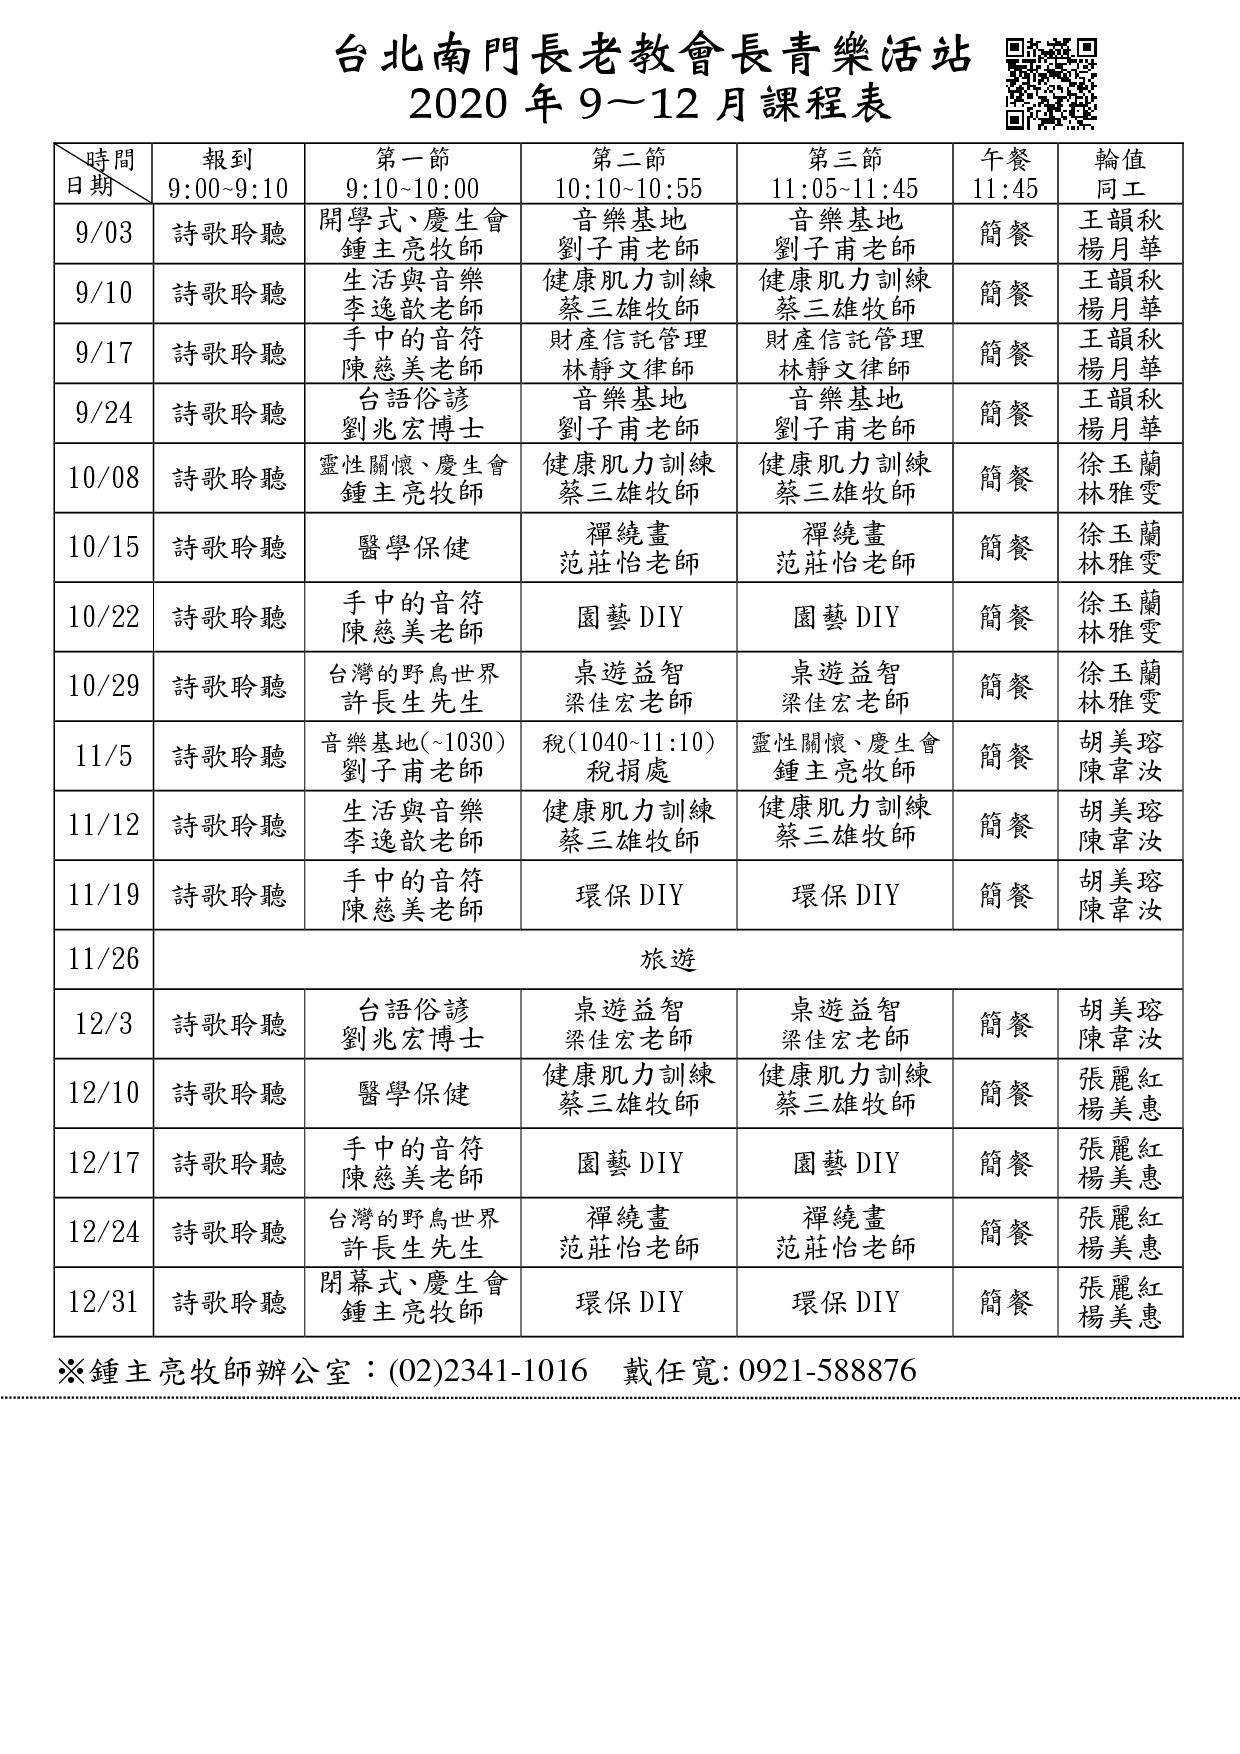 台北南門長老教會長青樂活站
2020 年 9～12 月課程表
時間 報到 第一節 第二節 第三節 午餐 輪值
日期 9:00~9:10 9:10~10:00 10:10~10:55 11:05~11:45 11:45 同工
9/03 詩歌聆聽 開學式、慶生會 音樂基地 音樂基地 簡餐 王韻秋
鍾主亮牧師 劉子甫老師 劉子甫老師 楊月華
9/10 詩歌聆聽 生活與音樂 健康肌力訓練 健康肌力訓練 簡餐 王韻秋
李逸歆老師 蔡三雄牧師 蔡三雄牧師 楊月華
9/17 詩歌聆聽 手中的音符 財產信託管理 財產信託管理 簡餐 王韻秋
陳慈美老師 林靜文律師 林靜文律師 楊月華
9/24 詩歌聆聽 台語俗諺 音樂基地 音樂基地 簡餐 王韻秋
劉兆宏博士 劉子甫老師 劉子甫老師 楊月華
10/08 詩歌聆聽 靈性關懷、慶生會 健康肌力訓練 健康肌力訓練 簡餐 徐玉蘭
鍾主亮牧師 蔡三雄牧師 蔡三雄牧師 林雅雯
10/15 詩歌聆聽 醫學保健 禪繞畫 禪繞畫 簡餐 徐玉蘭
范莊怡老師 范莊怡老師 林雅雯
10/22 詩歌聆聽 手中的音符 園藝 DIY 園藝 DIY 簡餐 徐玉蘭
陳慈美老師 林雅雯
10/29 詩歌聆聽 台灣的野鳥世界 桌遊益智 桌遊益智 簡餐 徐玉蘭
許長生先生 梁佳宏老師 梁佳宏老師 林雅雯
11/5 詩歌聆聽 音樂基地(~1030) 稅(1040~11:10) 靈性關懷、慶生會 簡餐 胡美瑢
劉子甫老師 稅捐處 鍾主亮牧師 陳韋汝
11/12 詩歌聆聽 生活與音樂 健康肌力訓練 健康肌力訓練 簡餐 胡美瑢
李逸歆老師 蔡三雄牧師 蔡三雄牧師 陳韋汝
11/19 詩歌聆聽 手中的音符 環保 DIY 環保 DIY 簡餐 胡美瑢
陳慈美老師 陳韋汝
11/26 旅遊
12/3 詩歌聆聽 台語俗諺 桌遊益智 桌遊益智 簡餐 胡美瑢
劉兆宏博士 梁佳宏老師 梁佳宏老師 陳韋汝
12/10 詩歌聆聽 醫學保健 健康肌力訓練 健康肌力訓練 簡餐 張麗紅
蔡三雄牧師 蔡三雄牧師 楊美惠
12/17 詩歌聆聽 手中的音符 園藝 DIY 園藝 DIY 簡餐 張麗紅
陳慈美老師 楊美惠
12/24 詩歌聆聽 台灣的野鳥世界 禪繞畫 禪繞畫 簡餐 張麗紅
許長生先生 范莊怡老師 范莊怡老師 楊美惠
12/31 詩歌聆聽 閉幕式、慶生會 環保 DIY 環保 DIY 簡餐 張麗紅
鍾主亮牧師 楊美惠
※鍾主亮牧師辦公室：(02)2341-1016 戴任寬: 0921-588876